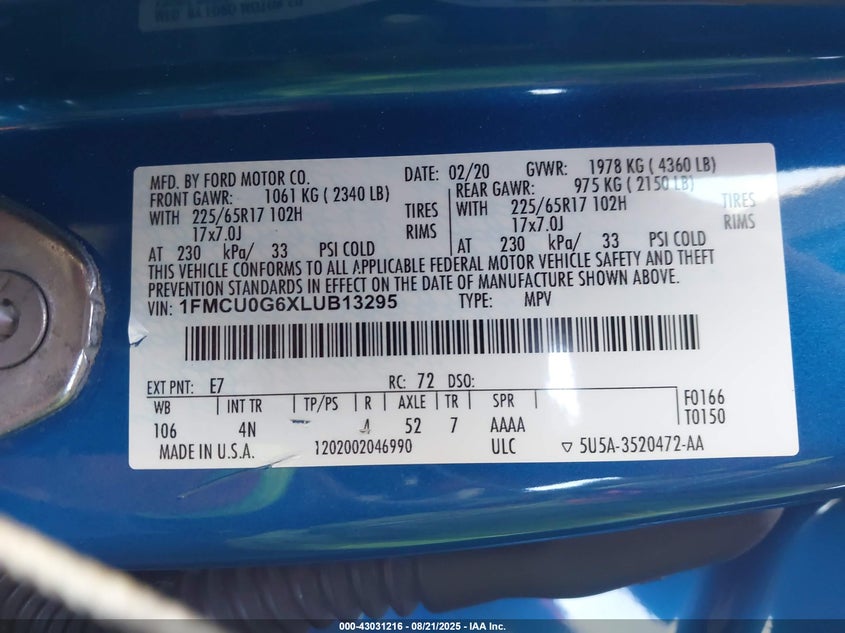 MFD. BY FORD MOTOR CO. DATE: 02/20 GVWR: 1978 KG ( 4360 LB)
FRONT GAWR: 1061 KG ( 2340 LB) REAR GAWR: 975 KG ( 2150 LB)
WITH 225/65R17 102H TIRES WITH 225/65R17 102H TIRES
17x7.0J RIMS 17x7.0J RIMS
AT 230 kPa/ 33 PSI COLD AT 230 kPa/ 33 PSI COLD
THIS VEHICLE CONFORMS TO ALL APPLICABLE FEDERAL MOTOR VEHICLE SAFETY AND THEFT
PREVENTION STANDARDS IN EFFECT ON THE DATE OF MANUFACTURE SHOWN ABOVE.
VIN: 1FMCU0G6XLUB13295 TYPE: MPV
EXT PNT: E7 RC: 72 DSO:
WB INT TR TP/PS R AXLE TR SPR F0166
106 4N 4 52 7 AAAA T0150
MADE IN U.S.A. 1202002046990 ULC ▽ 5U5A-3520472-AA
000-43031216 - 08/21/2025 - IAA Inc.